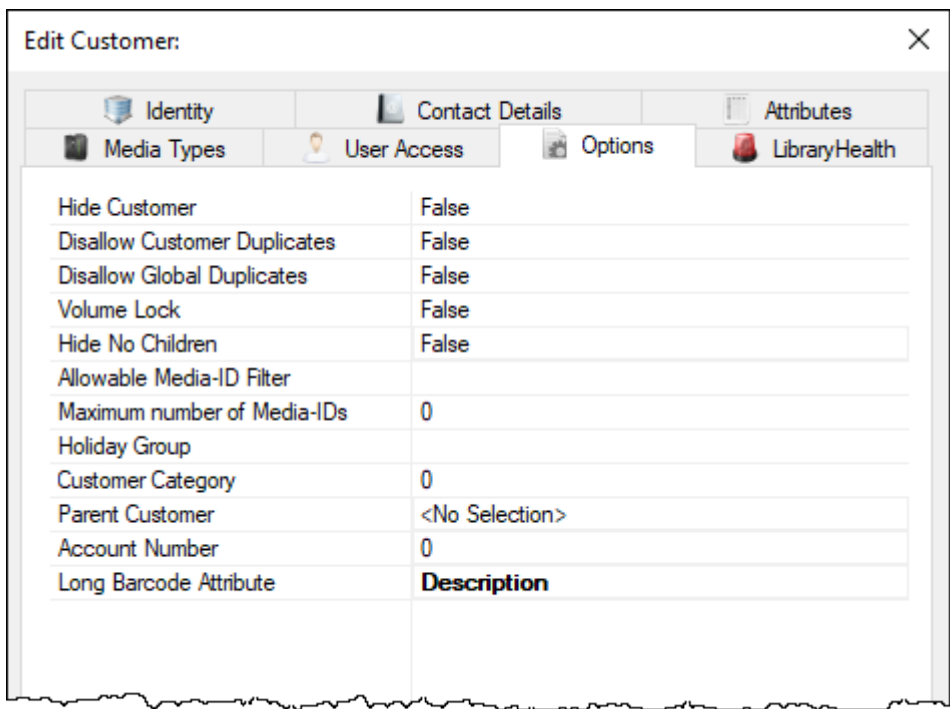 Edit Customer:
Identity Contact Details Attributes
Media Types User Access Options LibraryHealth
Hide Customer False
Disallow Customer Duplicates False
Disallow Global Duplicates False
Volume Lock False
Hide No Children False
Allowable Media-ID Filter
Maximum number of Media-IDs 0
Holiday Group
Customer Category 0
Parent Customer <No Selection>
Account Number 0
Long Barcode Attribute Description